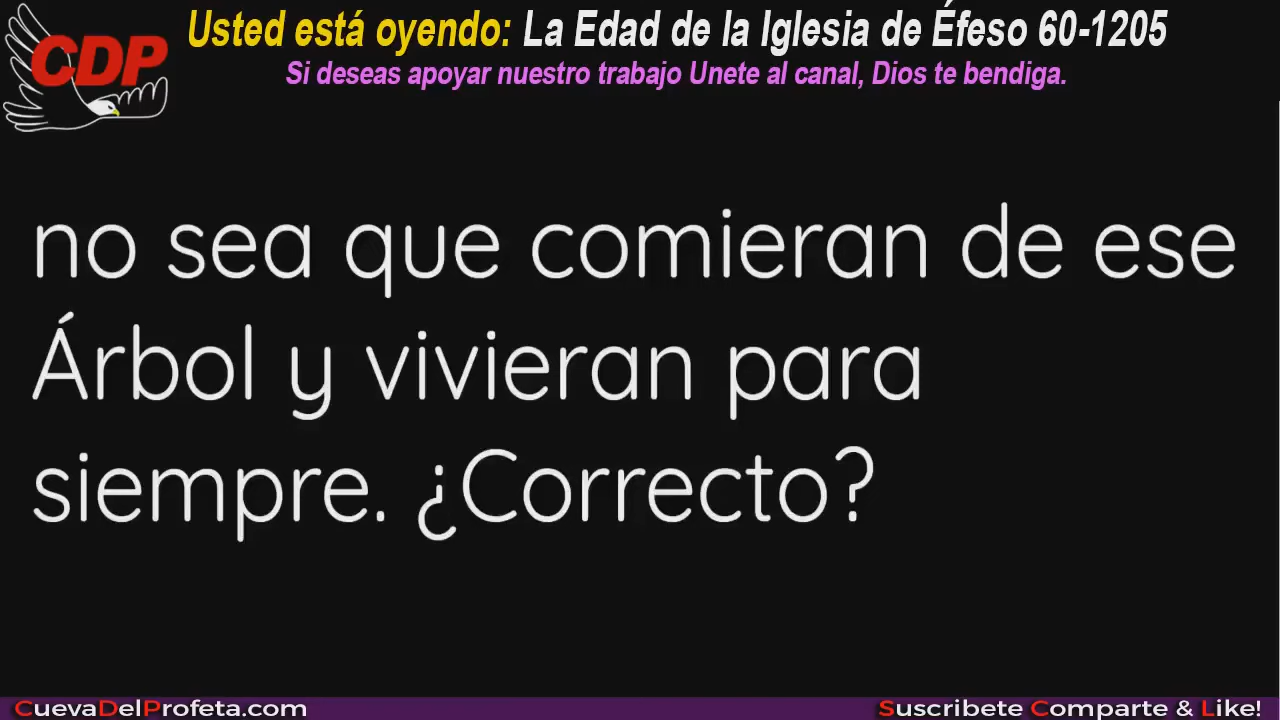 CDP
Usted está oyendo: La Edad de la Iglesia de Éfeso 60-1205
Si deseas apoyar nuestro trabajo Unete al canal, Dios te bendiga.
no sea que comieran de ese
Árbol y vivieran para
siempre. ¿Correcto?
CuevaDelProfeta.com
Suscribete Comparte & Like!